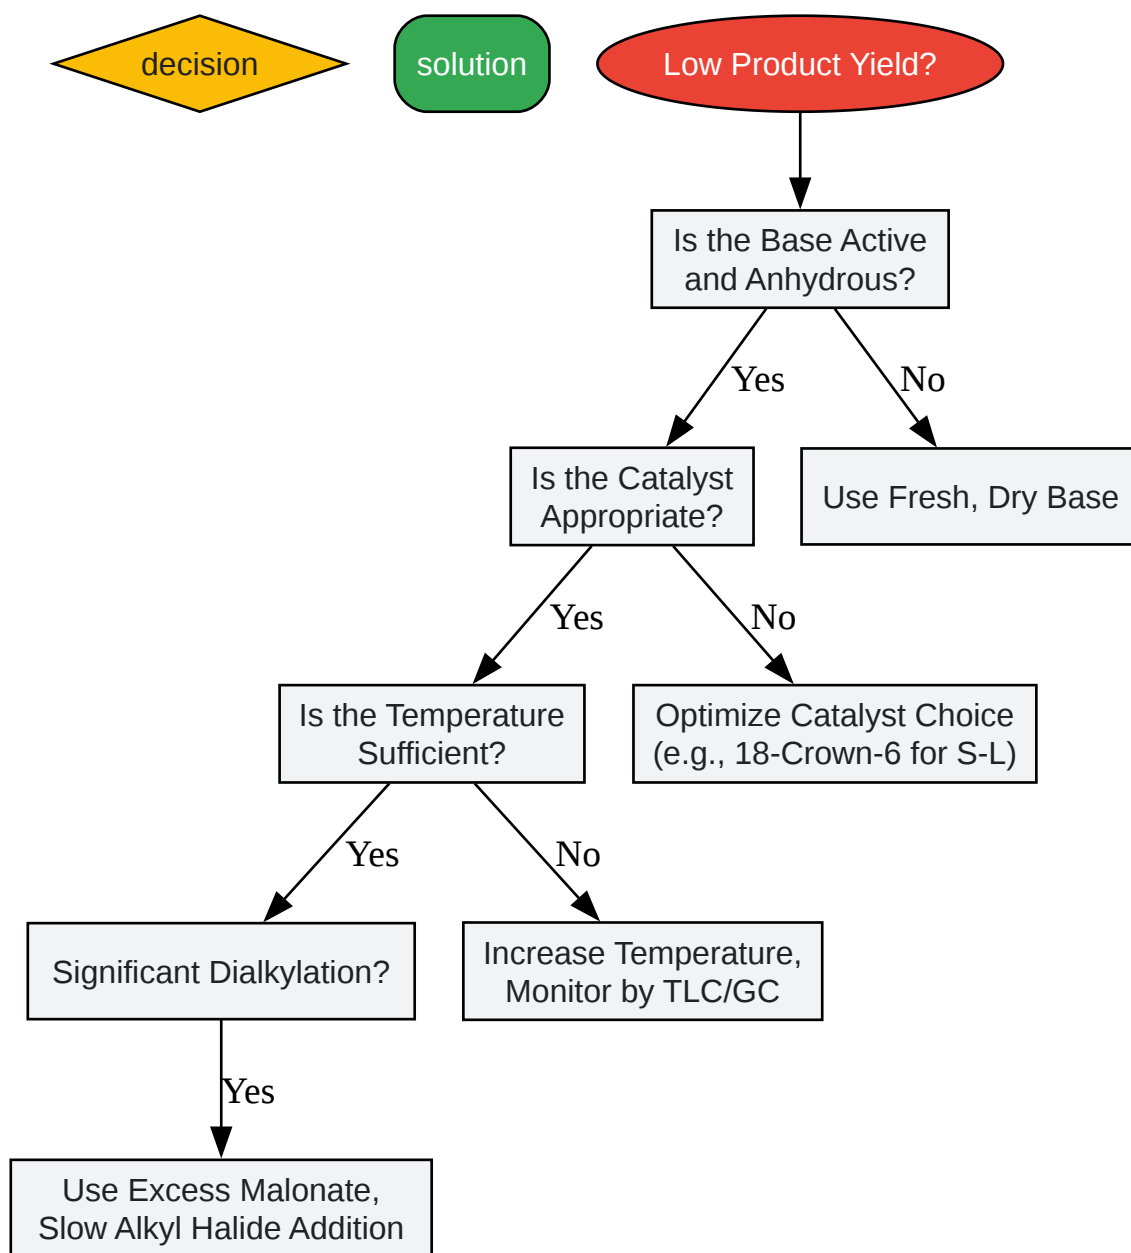 decision
solution
Low Product Yield?
Is the Base Active
and Anhydrous?
Yes
No
Is the Catalyst
Appropriate?
Use Fresh, Dry Base
Yes
No
Is the Temperature
Sufficient?
Optimize Catalyst Choice
(e.g., 18-Crown-6 for S-L)
Yes
No
Significant Dialkylation?
Increase Temperature,
Monitor by TLC/GC
Yes
Use Excess Malonate,
Slow Alkyl Halide Addition